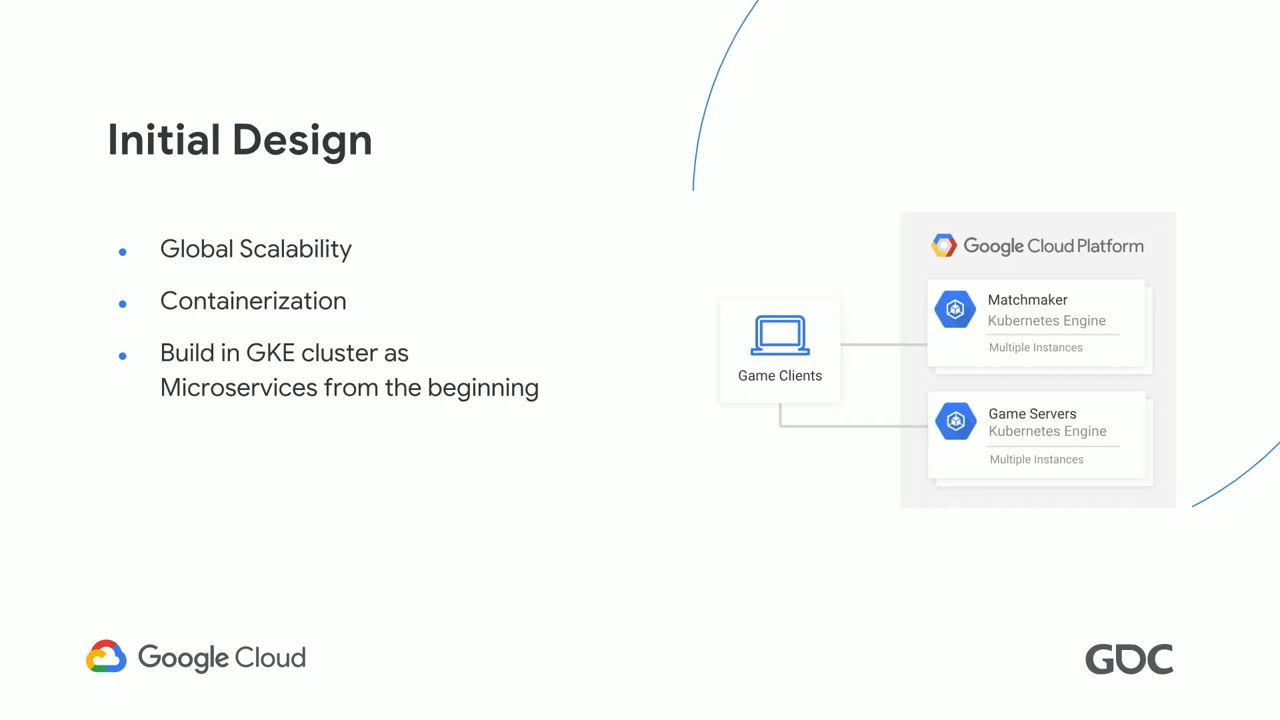 Initial Design
Global Scalability
Containerization
Build in GKE cluster as
Microservices from the beginning
Game Clients
Google Cloud Platform
Matchmaker
Kubernetes Engine
Multiple Instances
Game Servers
Kubernetes Engine
Multiple Instances
Google Cloud
GDC